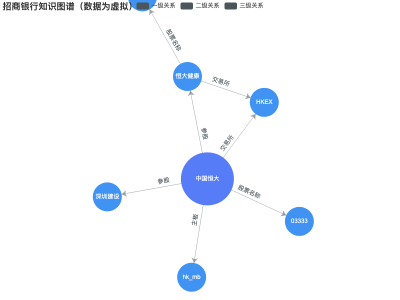 招商银行知识图谱（数据为虚拟）
一级关系
二级关系
三级关系
股票名称
恒大健康
交易所
HKEX
参股
交易所
中国恒大
参股
深圳建设
股票名称
03333
主板
hk_mb